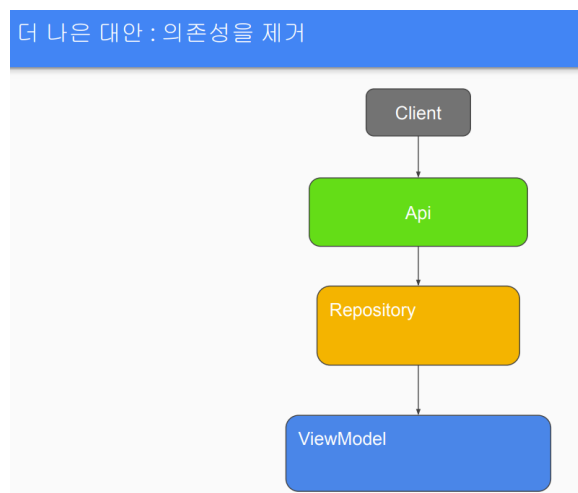 더 나은 대안 : 의존성을 제거
Client
Api
Repository
ViewModel